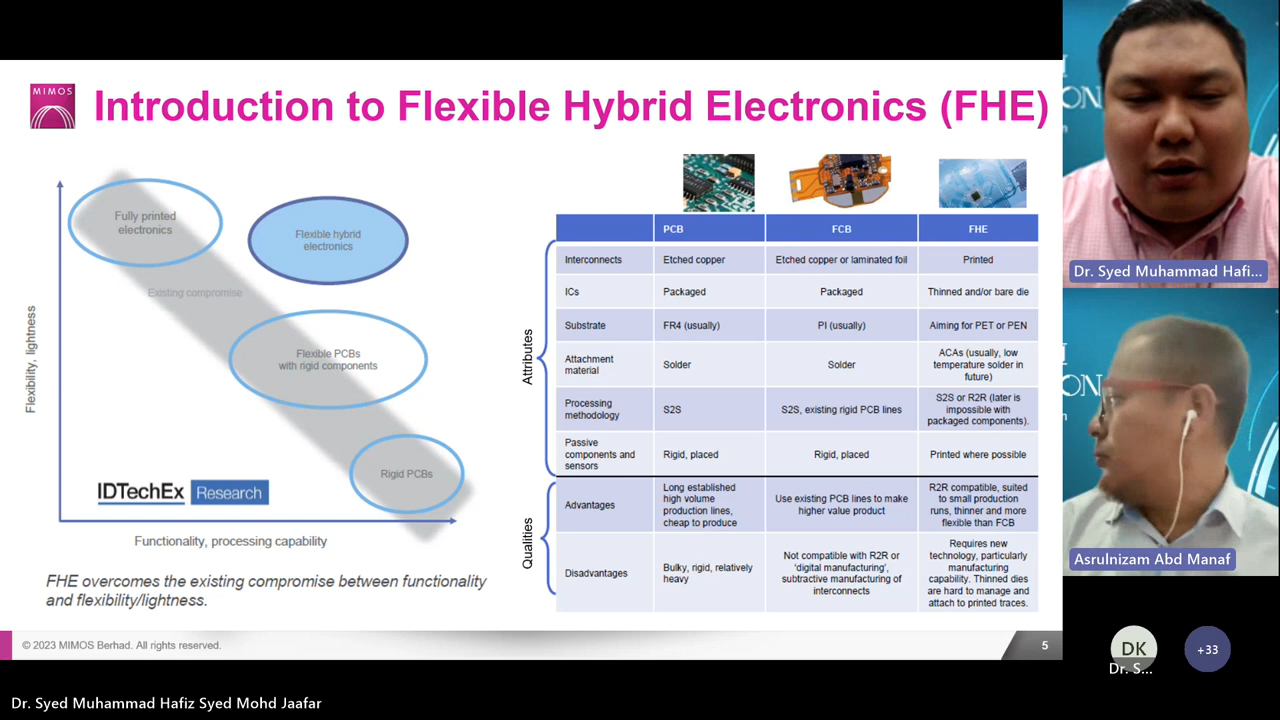 MIMOS
Introduction to Flexible Hybrid Electronics (FHE)
Fully printed
electronics
Flexible hybrid
electronics
Existing compromise
Flexible PCBs
with rigid components
Rigid PCBs
Flexibility, lightness
IDTechEx Research
Functionality, processing capability
FHE overcomes the existing compromise between functionality
and flexibility/lightness.
Attributes
Qualities
PCB FCB FHE
Interconnects Etched copper Etched copper or laminated foil Printed
ICs Packaged Packaged Thinned and/or bare die
Substrate FR4 (usually) PI (usually) Aiming for PET or PEN
Attachment
material
Solder
Solder
ACAs (usually, low
temperature solder in
future)
Processing
methodology
S2S
S2S, existing rigid PCB lines
S2S or R2R (later is
impossible with
packaged components).
Passive
components and
sensors
Rigid, placed
Rigid, placed
Printed where possible
Advantages
Long established
high volume
production lines,
cheap to produce
Use existing PCB lines to make
higher value product
R2R compatible, suited
to small production
runs, thinner and more
flexible than FCB
Disadvantages
Bulky, rigid, relatively
heavy
Not compatible with R2R or
'digital manufacturing',
subtractive manufacturing of
interconnects
Requires new
technology, particularly
manufacturing
capability. Thinned dies
are hard to manage and
attach to printed traces.
© 2023 MIMOS Berhad. All rights reserved.
5
ON
Dr. Syed Muhammad Hafi...
ON
Asrulnizam Abd Manaf
DK
Dr. S...
+33
Dr. Syed Muhammad Hafiz Syed Mohd Jaafar